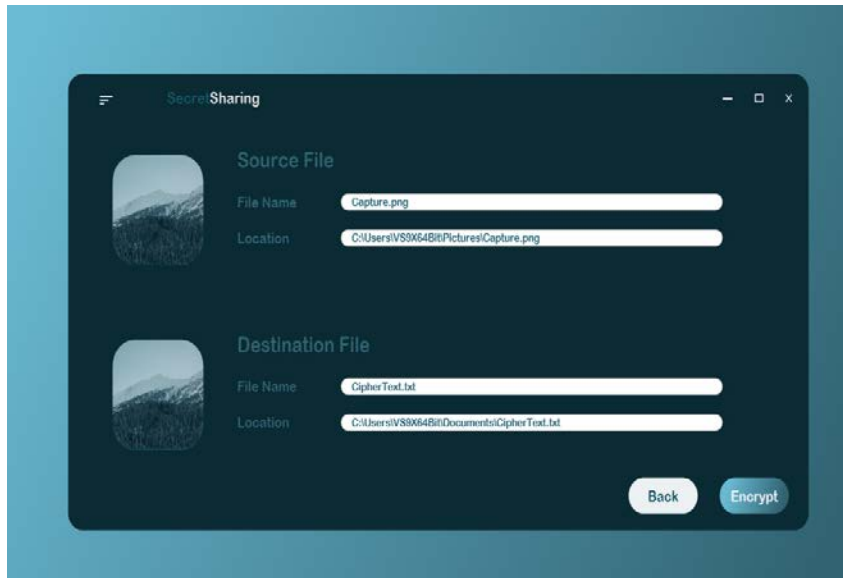 SecretSharing
X
Source File
File Name Capture.png
Location C:\Users\VS9X64Bit\Pictures\Capture.png
Destination File
File Name CipherText.txt
Location C:\Users\VS9X64Bit\Documents\CipherText.txt
Back Encrypt